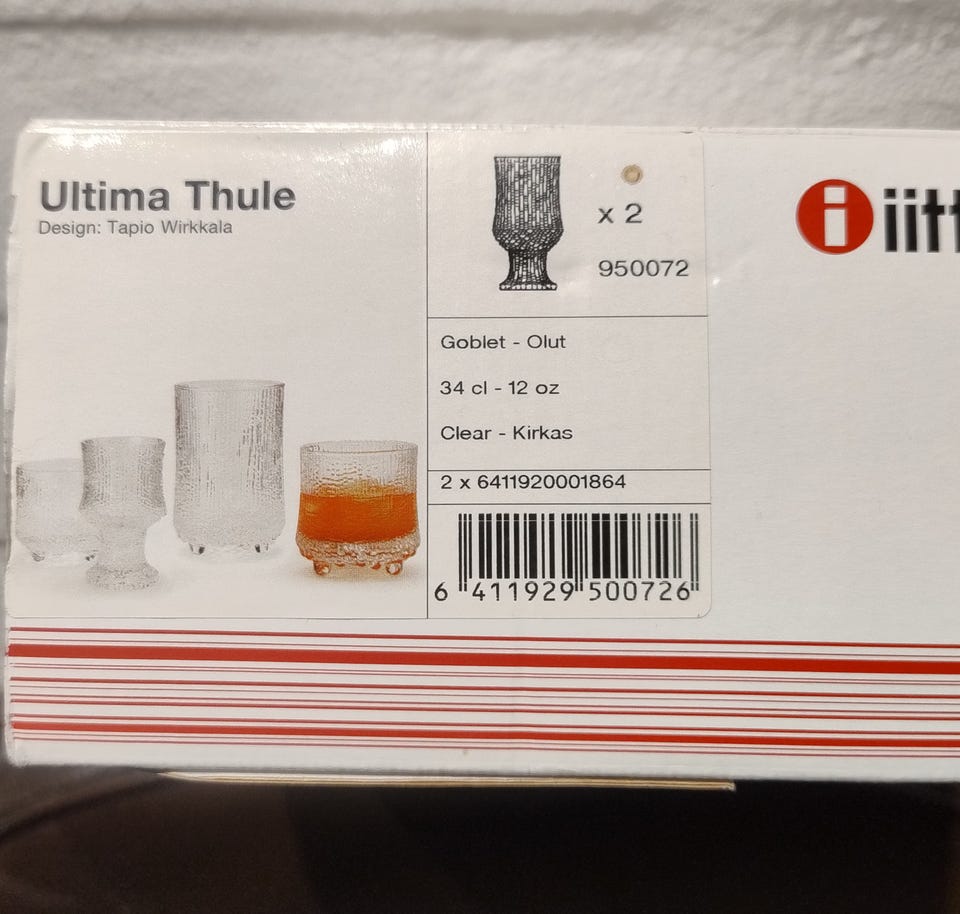 Ultima Thule
Design: Tapio Wirkkala
x 2
950072
Goblet - Olut
34 cl - 12 oz
Clear - Kirkas
2 x 6411920001864
6 411929 500726
i iitt